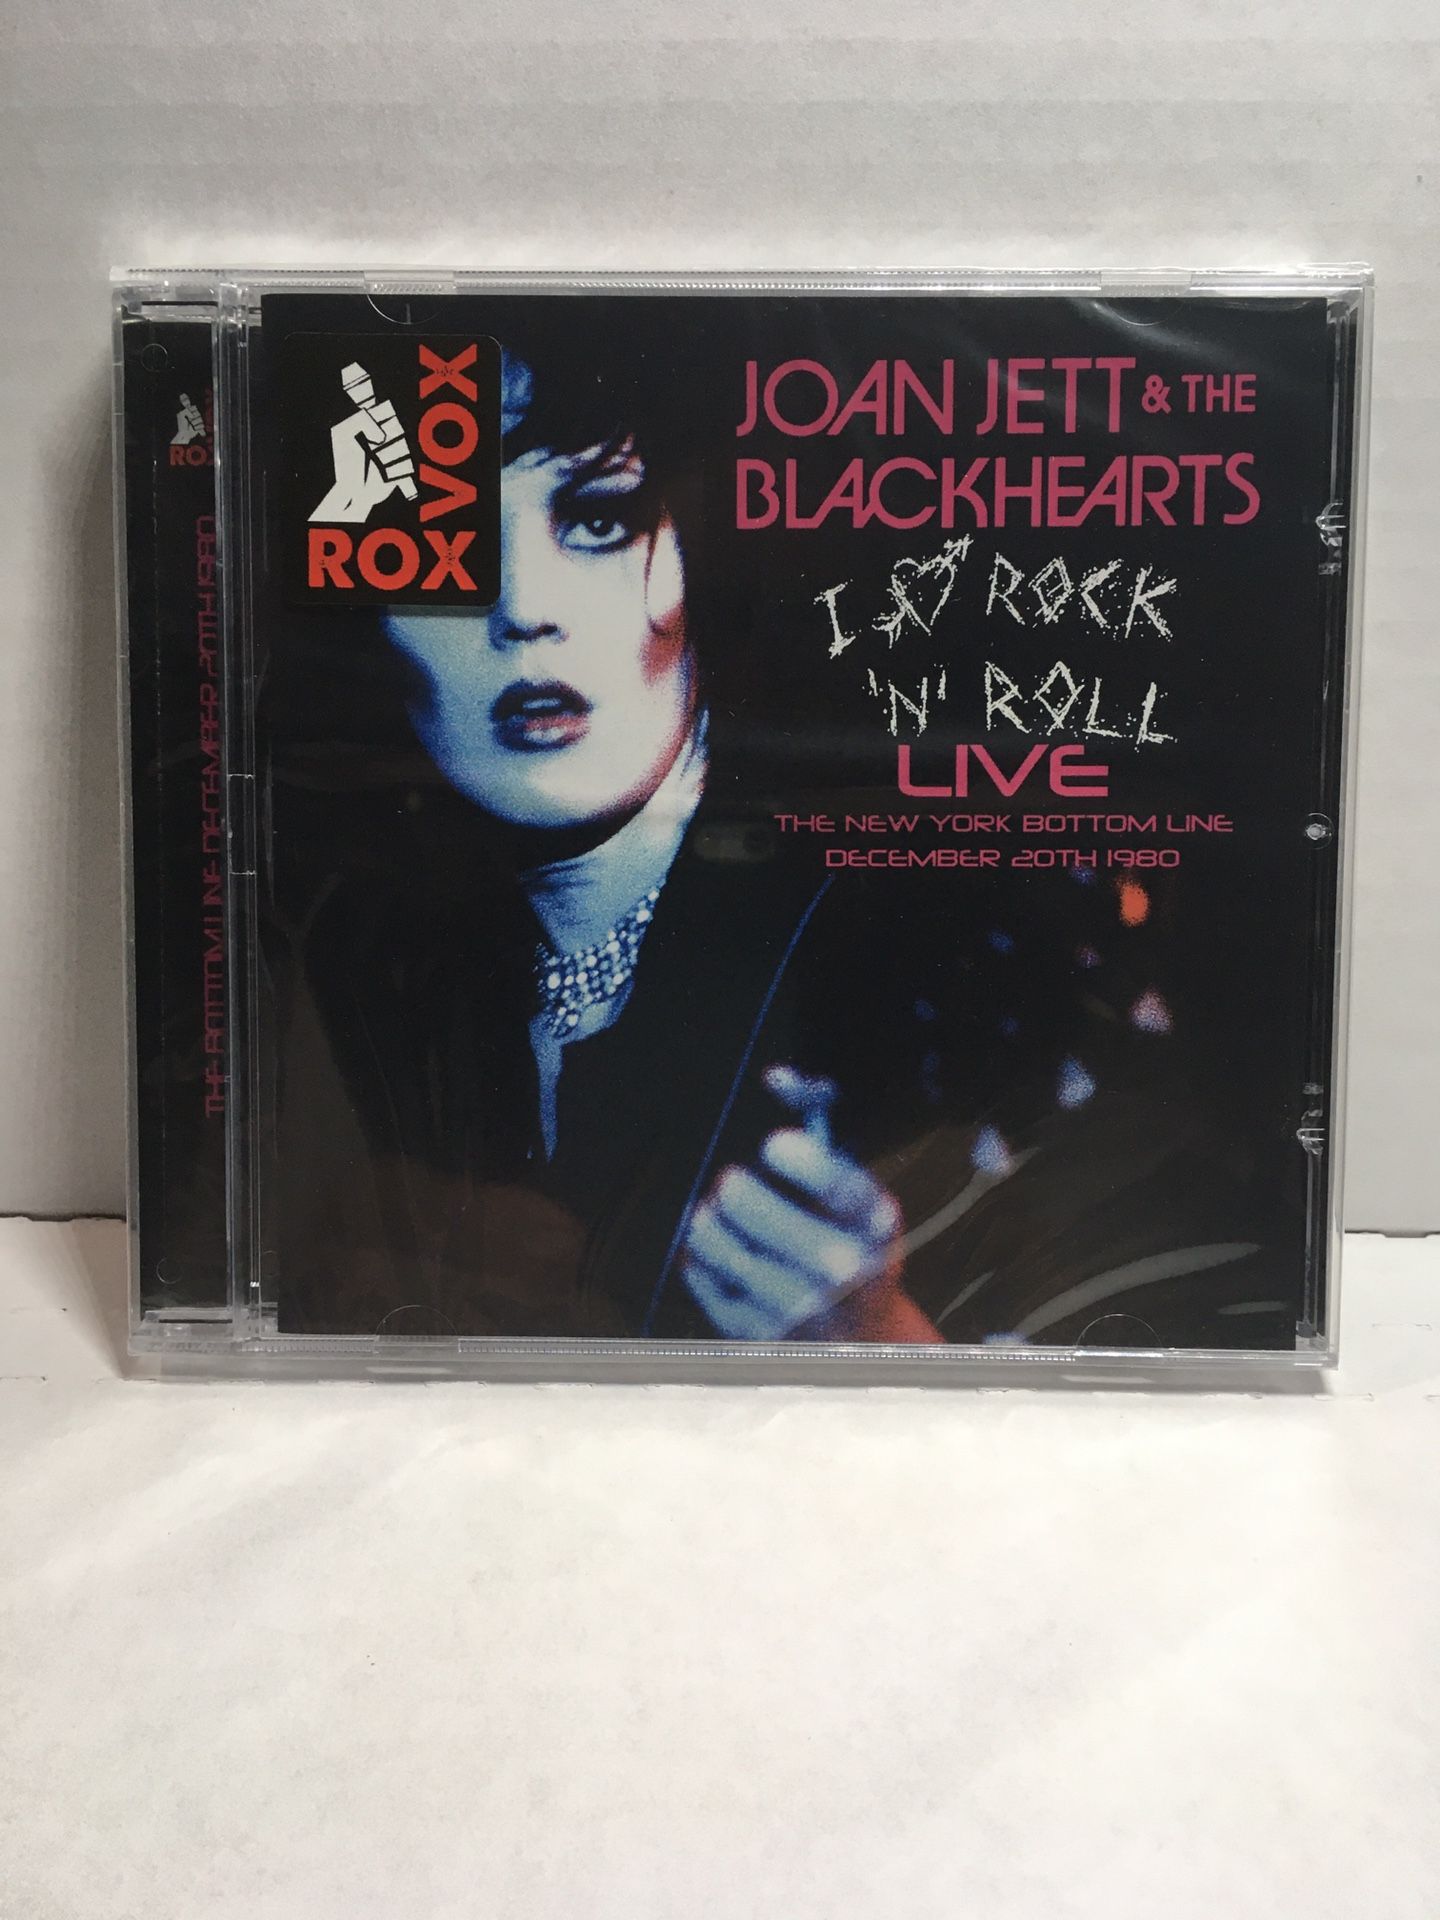 ROX
VOX
JOAN JETT & THE
BLACKHEARTS
I ROCK
'N' ROLL
LIVE
THE NEW YORK BOTTOM LINE
DECEMBER 20TH 1980
ROX
THE BOTTOM LINE DECEMBER 20TH 1980